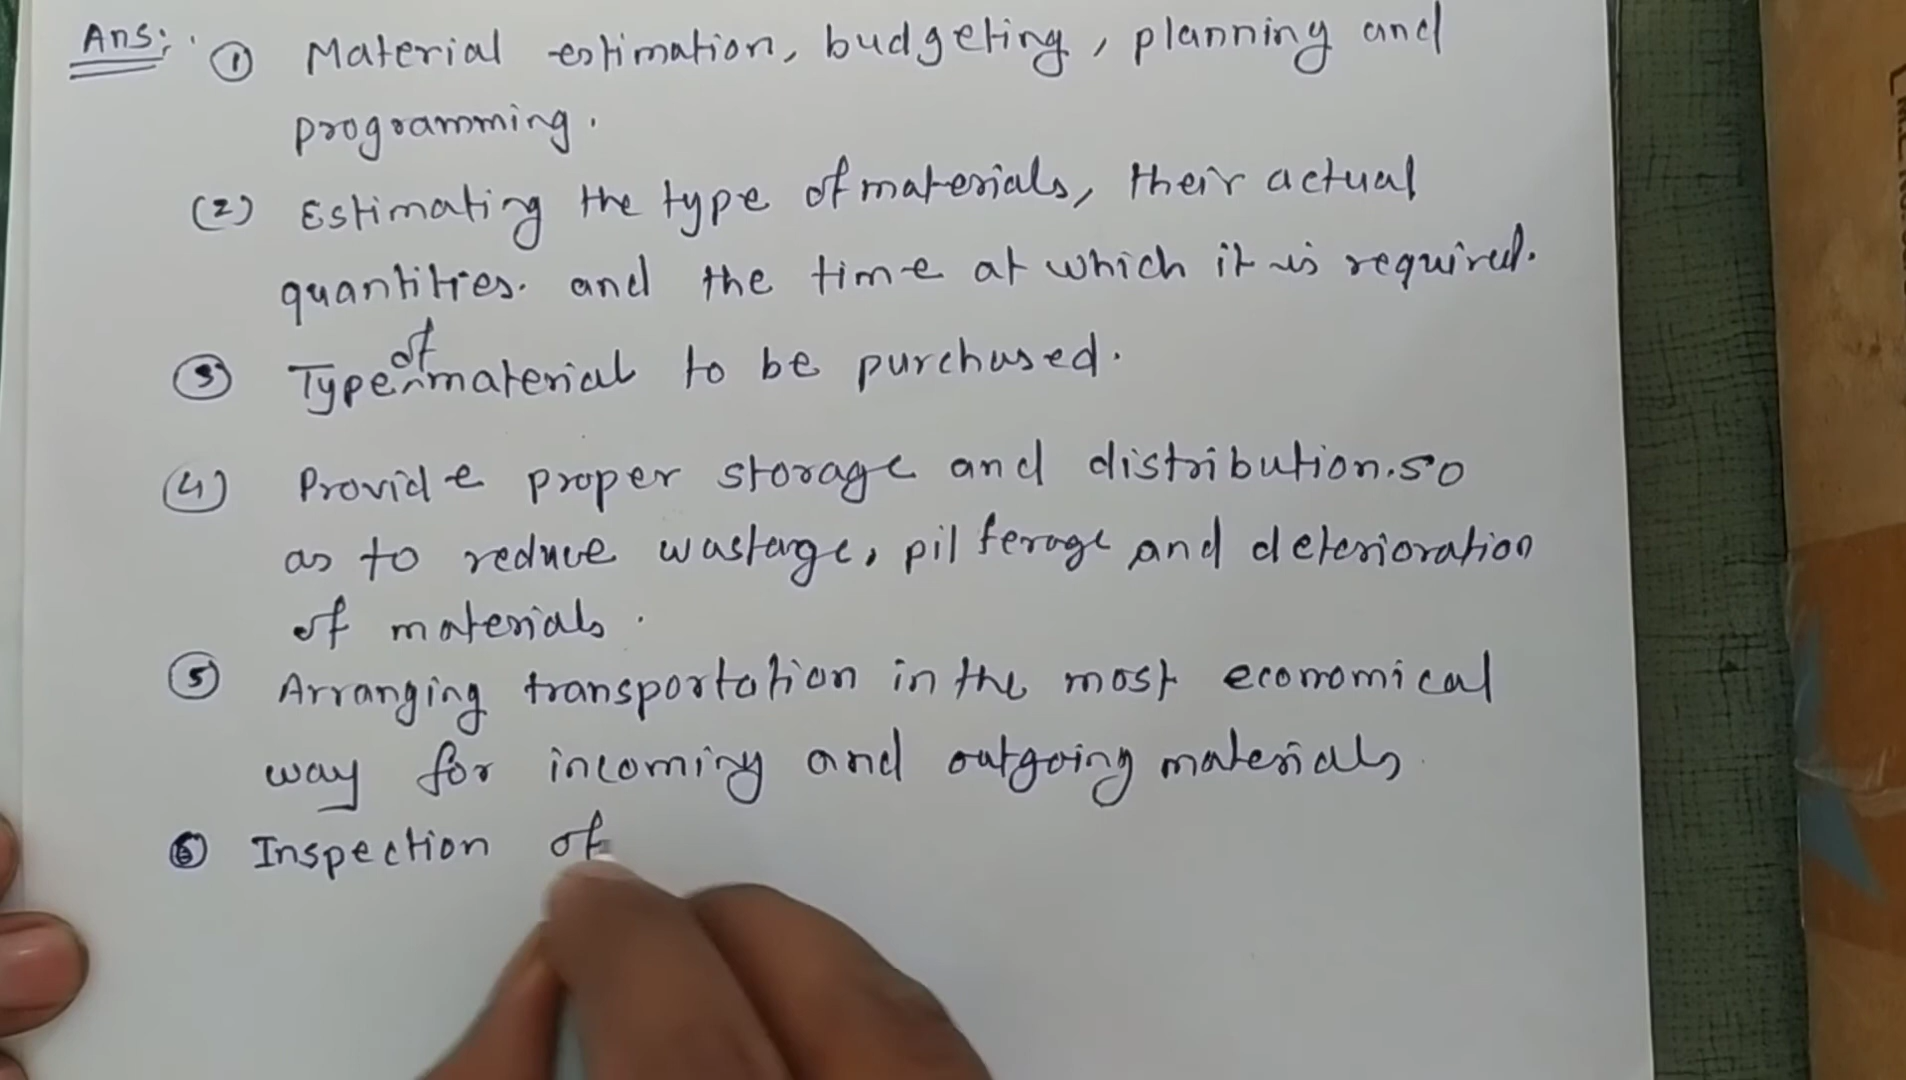 Ans:
① Material estimation, budgeting, planning and
programming.
(2) Estimating the type of materials, their actual
quantities. and the time at which it is required.
③ Type of material to be purchased.
(4) Provide proper storage and distribution. so
as to reduce wastage, pilferage and deterioration
of materials.
⑤ Arranging transportation in the most economical
way for incoming and outgoing materials.
⑥ Inspection of